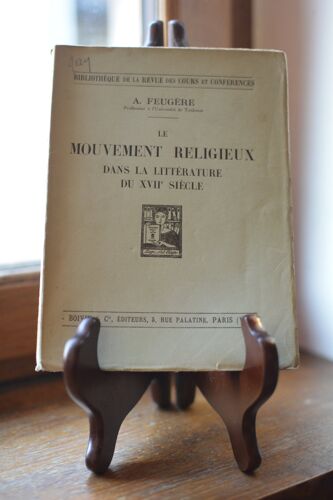 BIBLIOTHÈQUE DE LA REVUE DES COURS ET CONFÉRENCES
A. FEUGÈRE
Professeur à l'Université de Toulouse
LE
MOUVEMENT RELIGIEUX
DANS LA LITTÉRATURE
DU XVIIe SIÈCLE
Cie, ÉDITEURS, 3, RUE PALATINE, PARIS